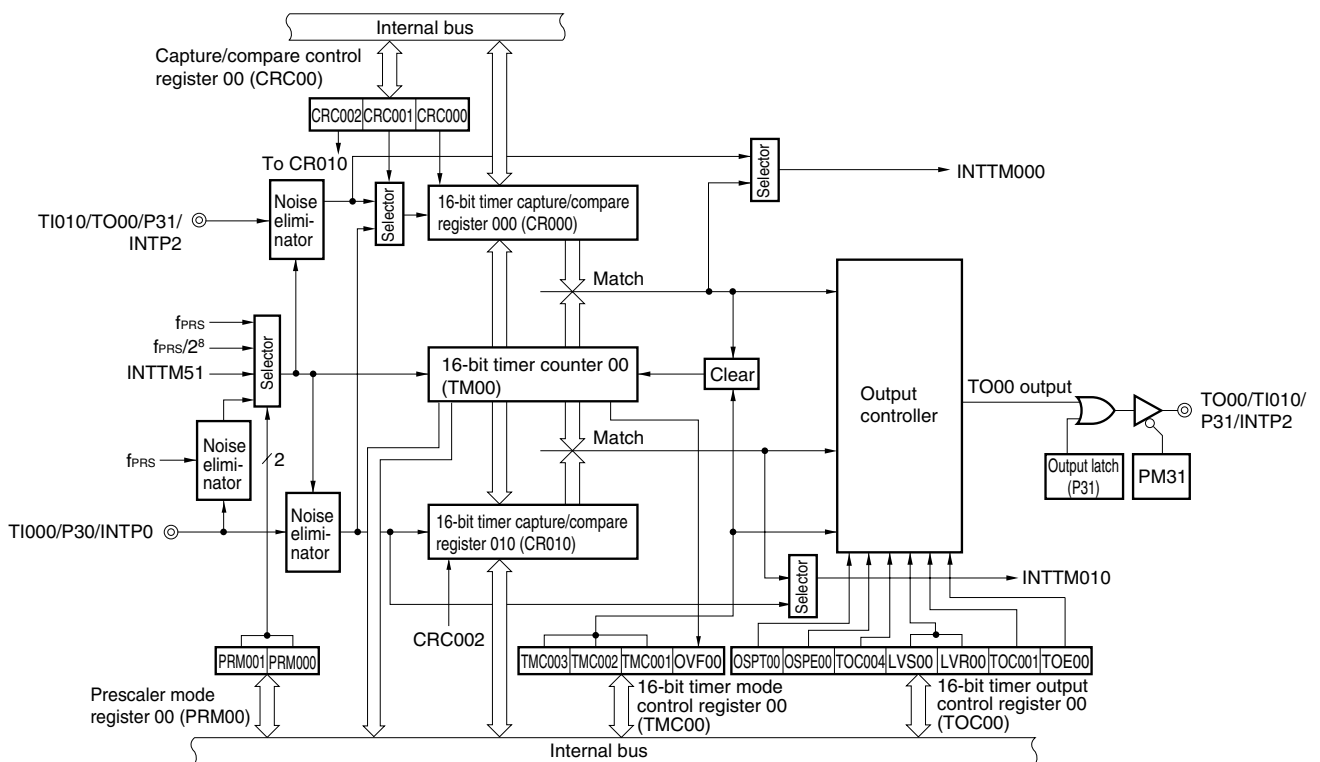 Internal bus
Capture/compare control
register 00 (CRC00)
CRC002 CRC001 CRC000
To CR010
Selector
INTTM000
Noise
elimi-
nator
Selector
16-bit timer capture/compare
register 000 (CR000)
TI010/TO00/P31/
INTP2
Match
fPRS
fPRS/2⁸
INTTM51
Selector
16-bit timer counter 00
(TM00)
Clear
Output
controller
TO00 output
TO00/TI010/
P31/INTP2
Match
fPRS
Noise
elimi-
nator
2
Output latch
(P31)
PM31
TI000/P30/INTP0
Noise
elimi-
nator
16-bit timer capture/compare
register 010 (CR010)
Selector
INTTM010
CRC002
PRM001 PRM000
TMC003 TMC002 TMC001 OVF00
OSPT00 OSPE00 TOC004 LVS00 LVR00 TOC001 TOE00
Prescaler mode
register 00 (PRM00)
16-bit timer mode
control register 00
(TMC00)
16-bit timer output
control register 00
(TOC00)
Internal bus